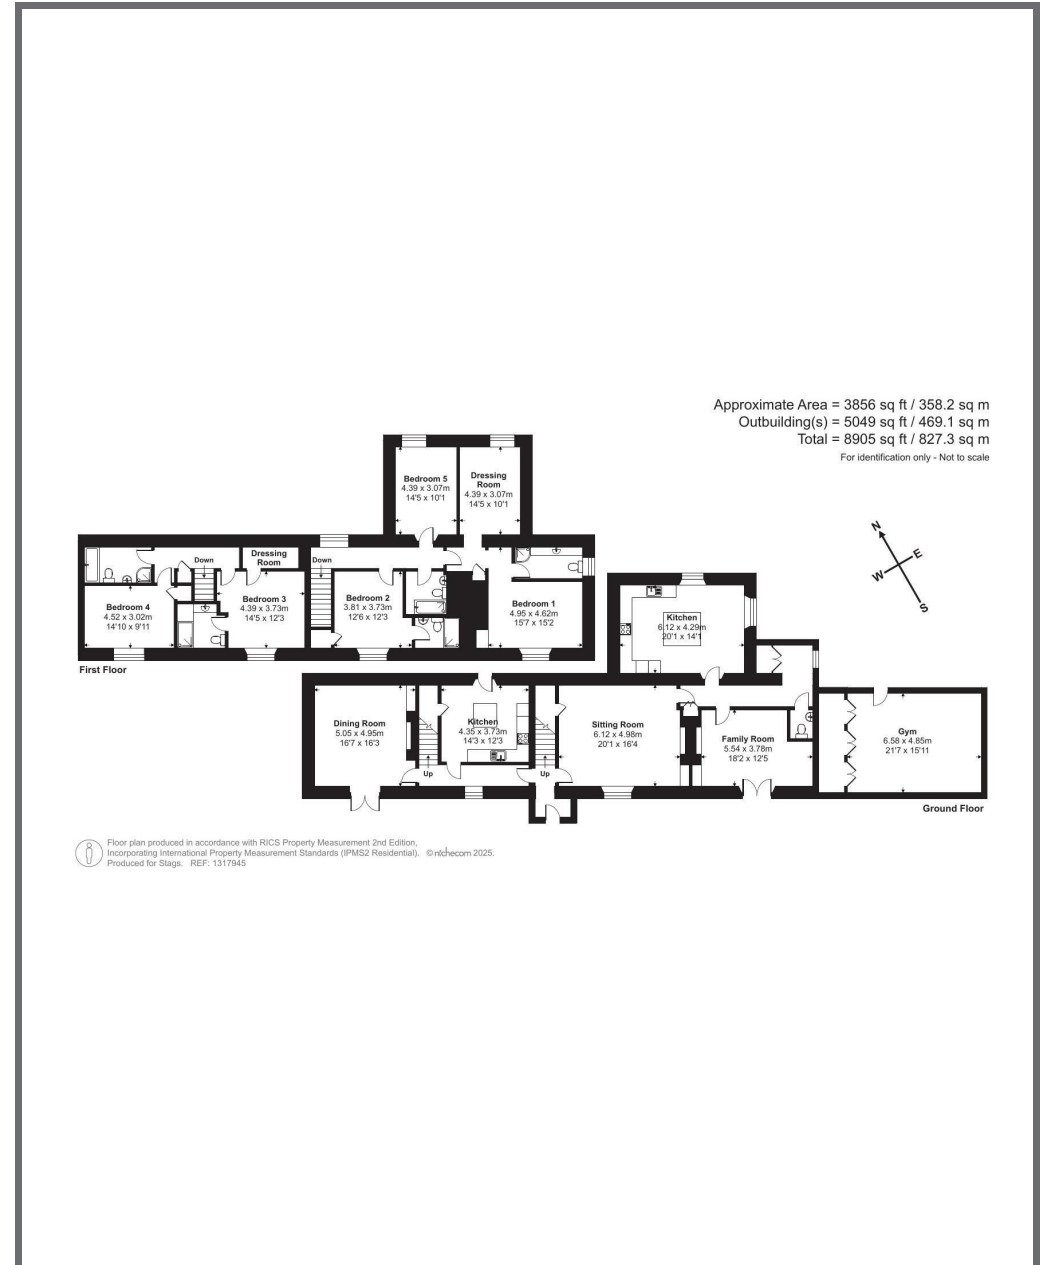 Approximate Area = 3856 sq ft / 358.2 sq m
Outbuilding(s) = 5049 sq ft / 469.1 sq m
Total = 8905 sq ft / 827.3 sq m
For identification only - Not to scale
N
E
W
S
Bedroom 5
4.39 x 3.07m
14'5 x 10'1
Dressing
Room
4.39 x 3.07m
14'5 x 10'1
Down
Dressing
Room
Down
Bedroom 4
4.52 x 3.02m
14'10 x 9'11
Bedroom 3
4.39 x 3.73m
14'5 x 12'3
Bedroom 2
3.81 x 3.73m
12'6 x 12'3
Bedroom 1
4.95 x 4.62m
15'7 x 15'2
First Floor
Kitchen
6.12 x 4.29m
20'1 x 14'1
Dining Room
5.05 x 4.95m
16'7 x 16'3
Up
Kitchen
4.35 x 3.73m
14'3 x 12'3
Up
Sitting Room
6.12 x 4.98m
20'1 x 16'4
Family Room
5.54 x 3.78m
18'2 x 12'5
Gym
6.58 x 4.85m
21'7 x 15'11
Ground Floor
Floor plan produced in accordance with RICS Property Measurement 2nd Edition,
Incorporating International Property Measurement Standards (IPMS2 Residential). © nichecom 2025.
Produced for Stags. REF: 1317945